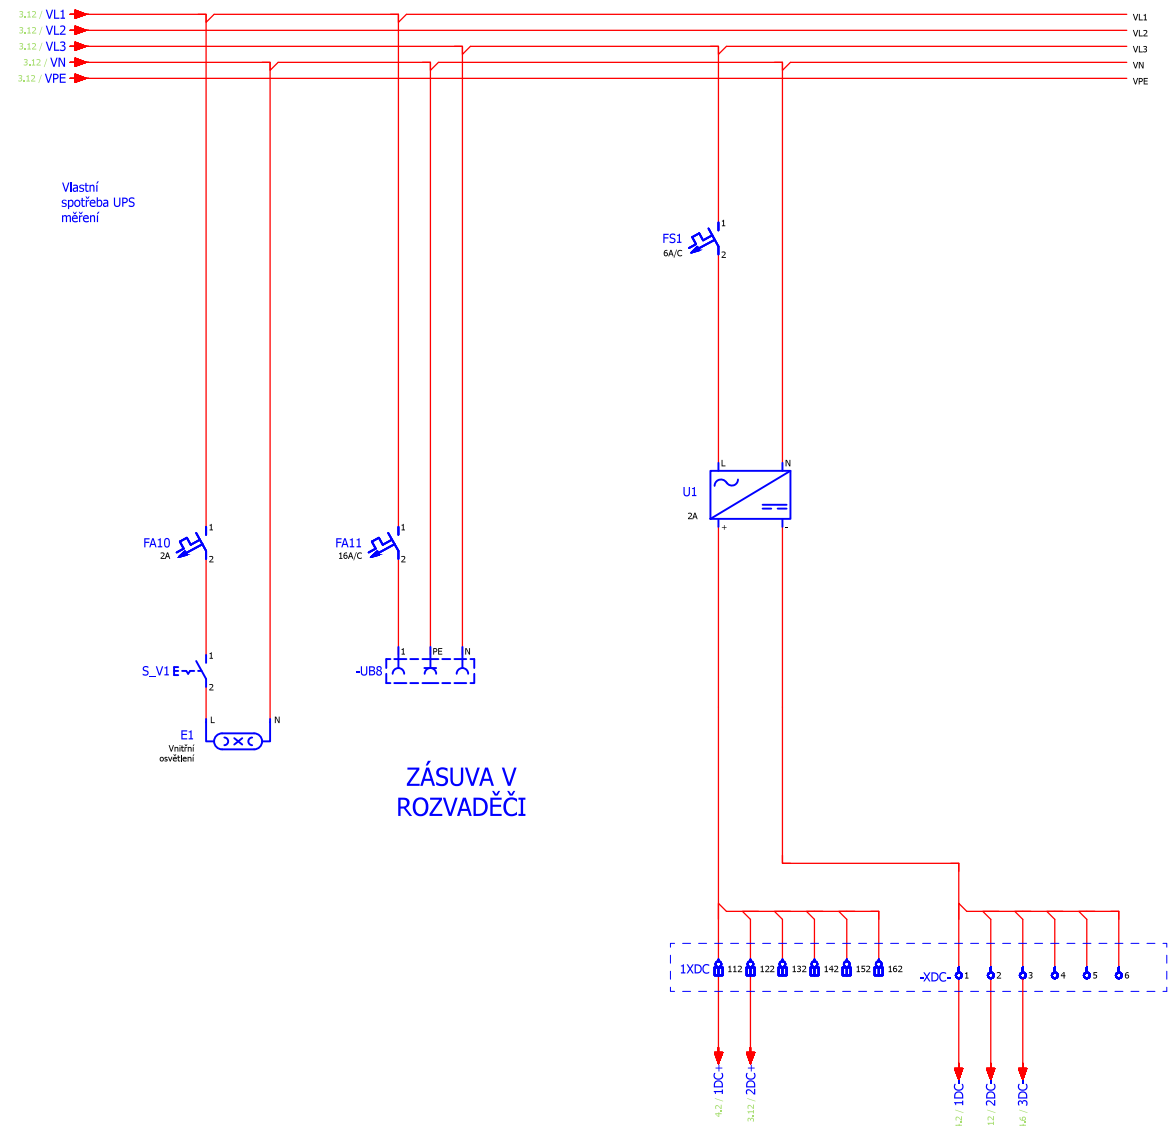 3.12 / VL1
3.12 / VL2
3.12 / VL3
3.12 / VN
3.12 / VPE
VL1
VL2
VL3
VN
VPE
Vlastní
spotřeba UPS
měření
FS1
6A/C
1
2
U1
2A
L
N
+
-
FA10
2A
1
2
FA11
16A/C
1
2
S_V1
1
2
-UB8
1
PE
N
E1
Vnitřní
osvětlení
L
N
ZÁSUVA V
ROZVADĚČI
1XDC
112
122
132
142
152
162
-XDC-
1
2
3
4
5
6
4.2 / 1DC+
3.12 / 2DC+
1DC-
12 / 2DC-
3DC-